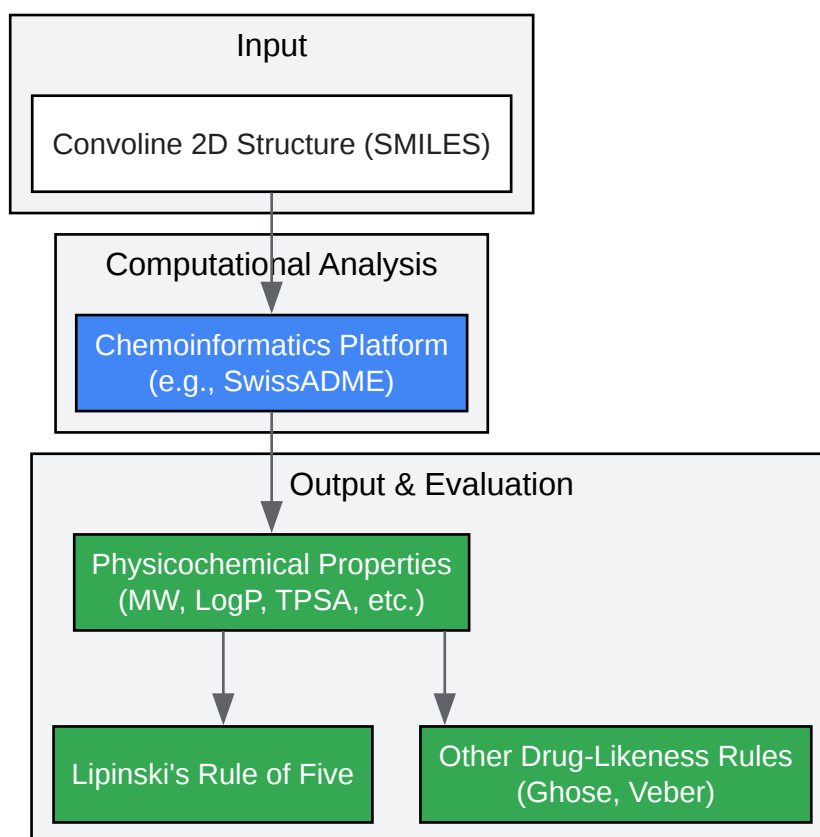 Input
Convoline 2D Structure (SMILES)
Computational Analysis
Chemoinformatics Platform
(e.g., SwissADME)
Output & Evaluation
Physicochemical Properties
(MW, LogP, TPSA, etc.)
Lipinski's Rule of Five
Other Drug-Likeness Rules
(Ghose, Veber)